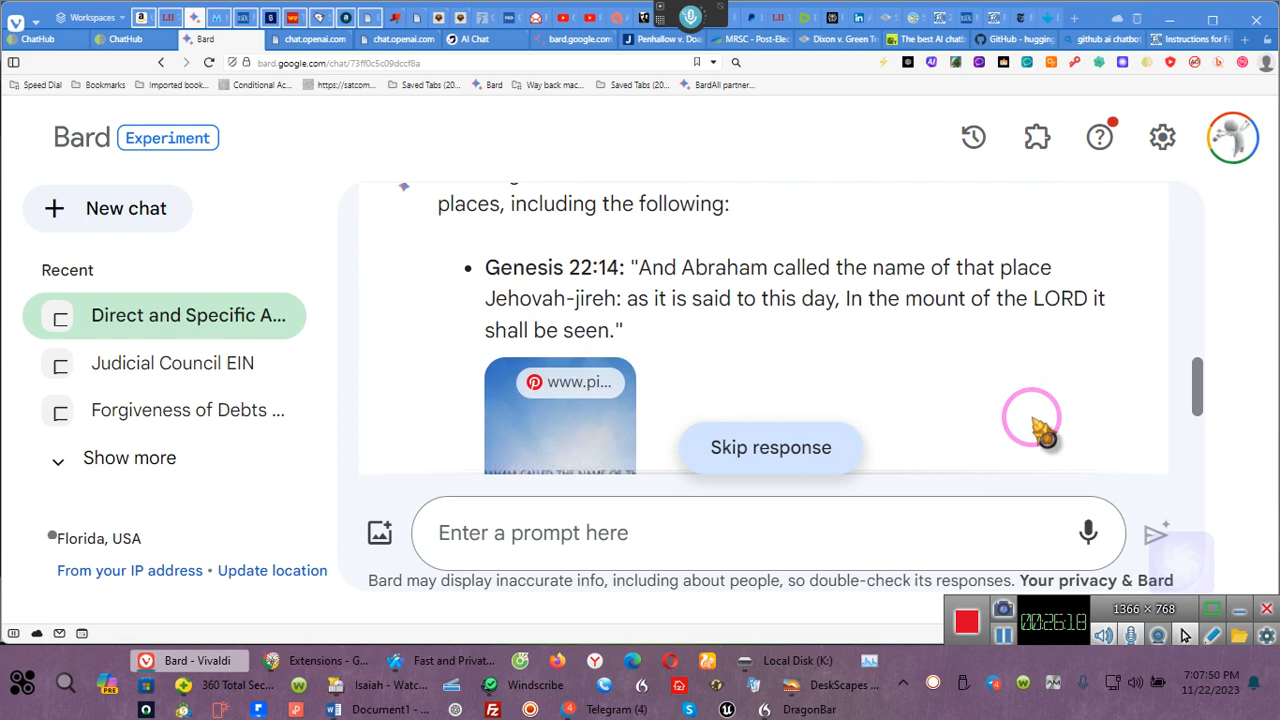 Workspaces
ChatHub
ChatHub
Bard
chat.openai.com
chat.openai.com
AI Chat
bard.google.com
Penhallow v. Doa
MRSC - Post-Elec
Dixon v. Green Tr
The best AI chatb
GitHub - hugging
github ai chatbot
Instructions for F
bard.google.com/chat/73ff0c5c09dccf8a
Speed Dial
Bookmarks
Imported book...
Conditional Ac...
https://satcom...
Saved Tabs (20...
Bard
Way back mac...
Saved Tabs (20...
BardAll partner...
Bard Experiment
New chat
Recent
Direct and Specific A...
Judicial Council EIN
Forgiveness of Debts ...
Show more
Florida, USA
From your IP address • Update location
places, including the following:
• Genesis 22:14: "And Abraham called the name of that place
Jehovah-jireh: as it is said to this day, In the mount of the LORD it
shall be seen."
www.pi...
Skip response
Enter a prompt here
Bard may display inaccurate info, including about people, so double-check its responses. Your privacy & Bard
1366 × 768
00:26:18
Bard - Vivaldi
Extensions - G...
Fast and Privat...
Local Disk (K:)
PRE
360 Total Sec...
Isaiah - Watc...
Windscribe
DeskScapes ...
Document1 - ...
Telegram (4)
DragonBar
7:07:50 PM
11/22/2023